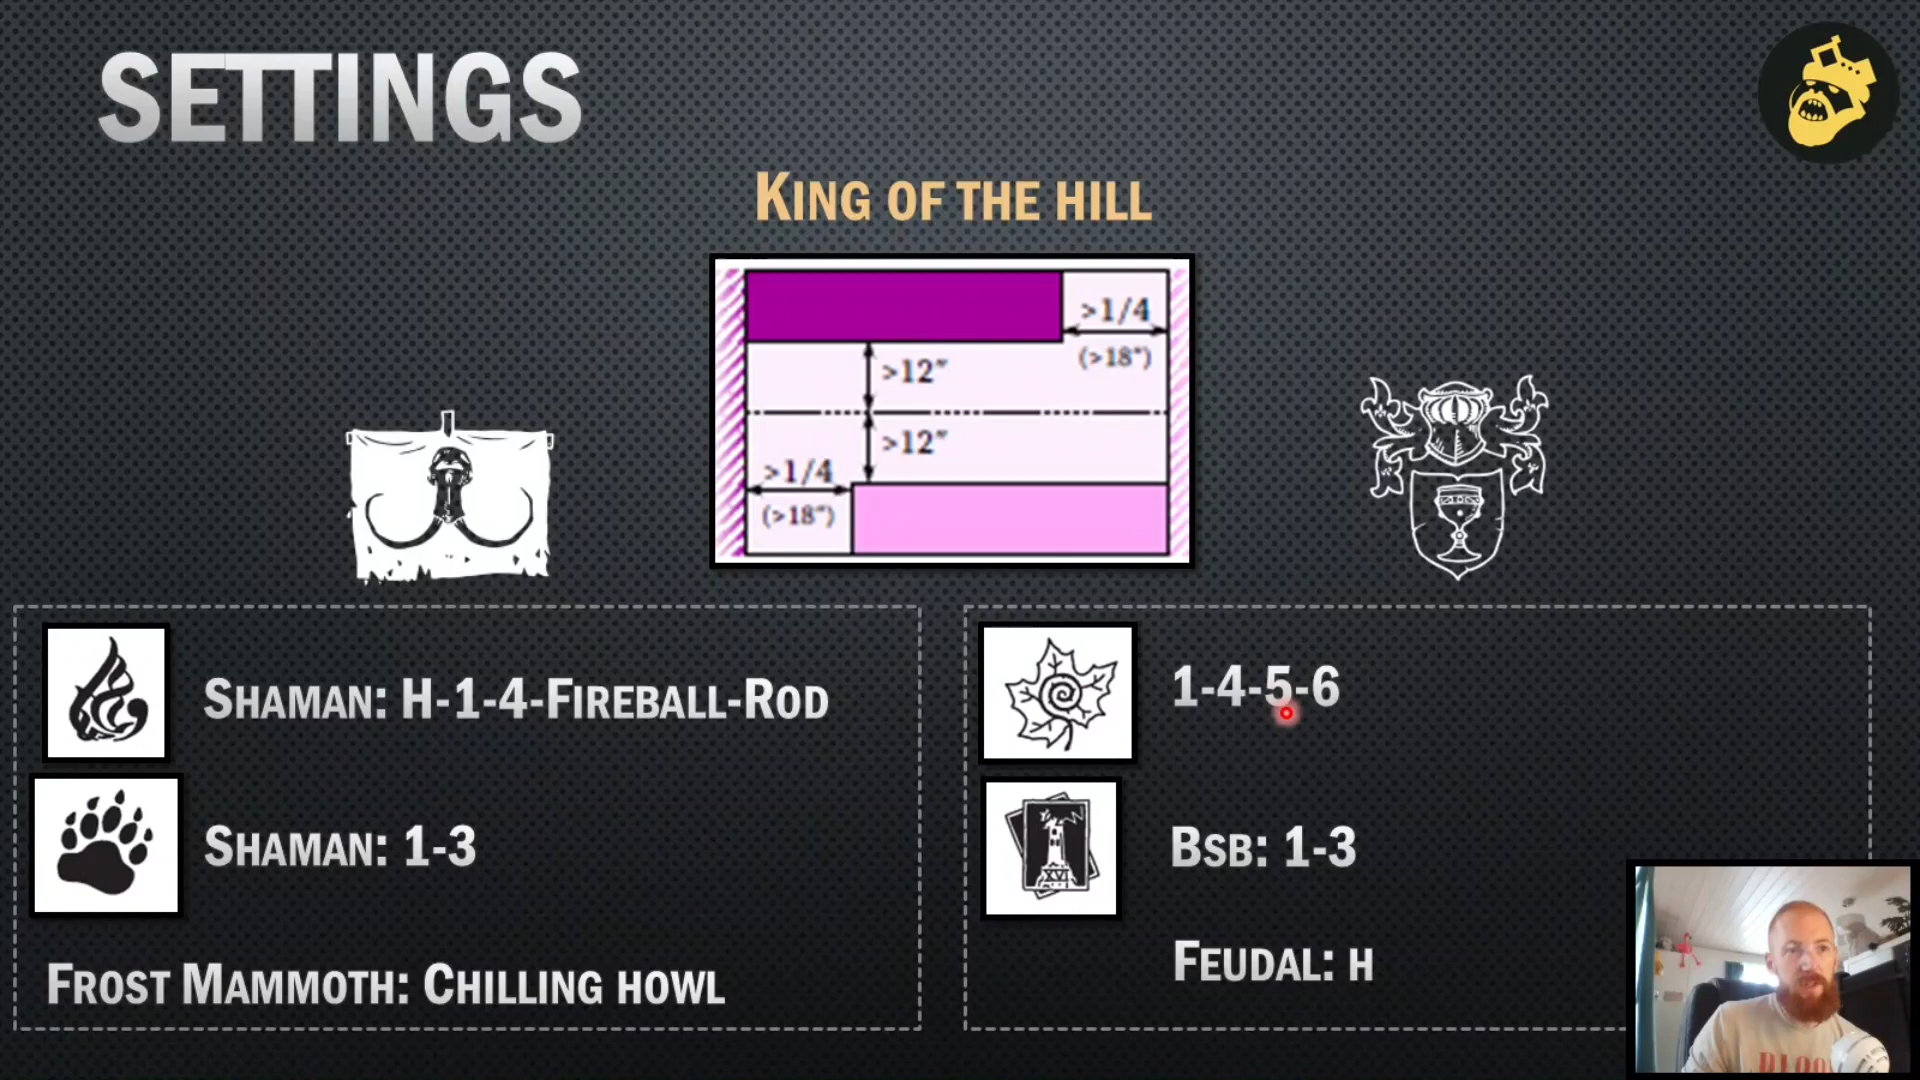 SETTINGS
KING OF THE HILL
>1/4
(>18")
>12"
>12"
>1/4
(>18")
SHAMAN: H-1-4-FIREBALL-ROD
SHAMAN: 1-3
FROST MAMMOTH: CHILLING HOWL
1-4-5-6
XVI
BSB: 1-3
FEUDAL: H